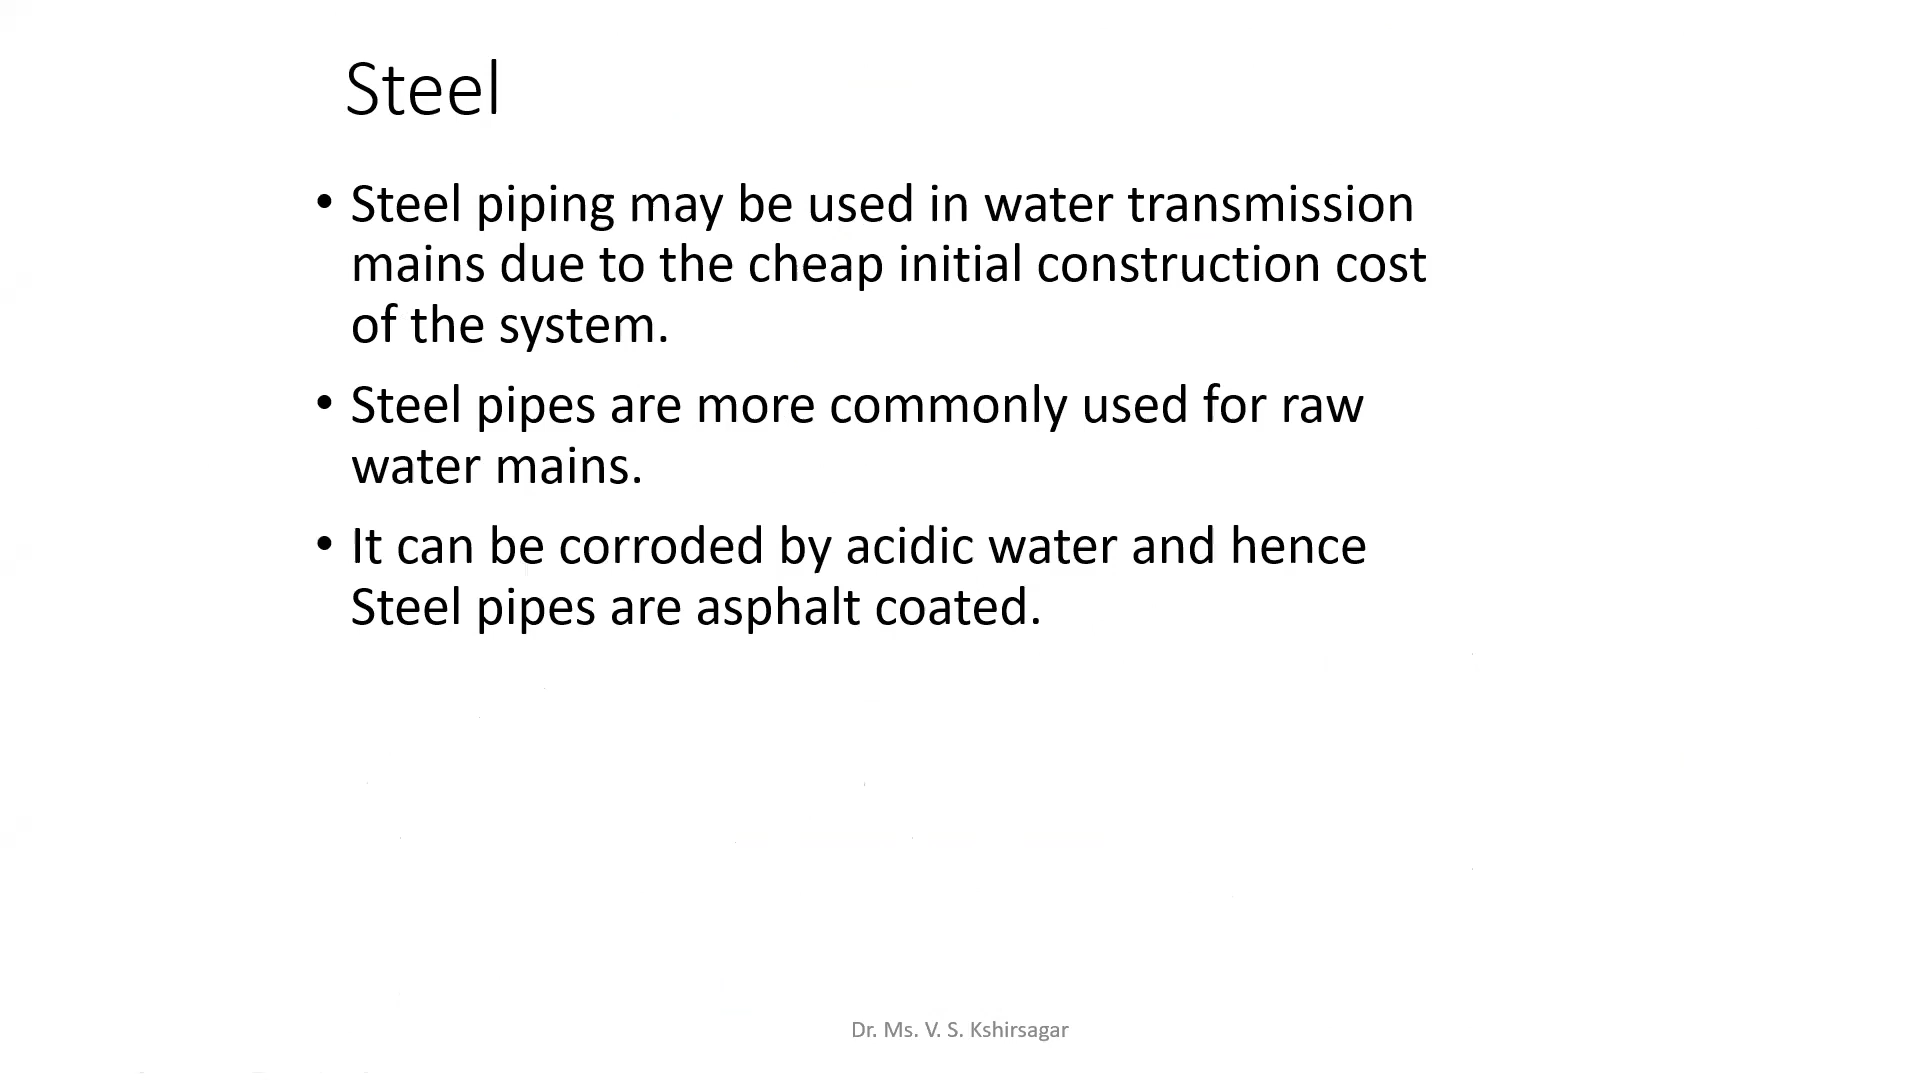 Steel
• Steel piping may be used in water transmission
mains due to the cheap initial construction cost
of the system.
• Steel pipes are more commonly used for raw
water mains.
• It can be corroded by acidic water and hence
Steel pipes are asphalt coated.
Dr. Ms. V. S. Kshirsagar